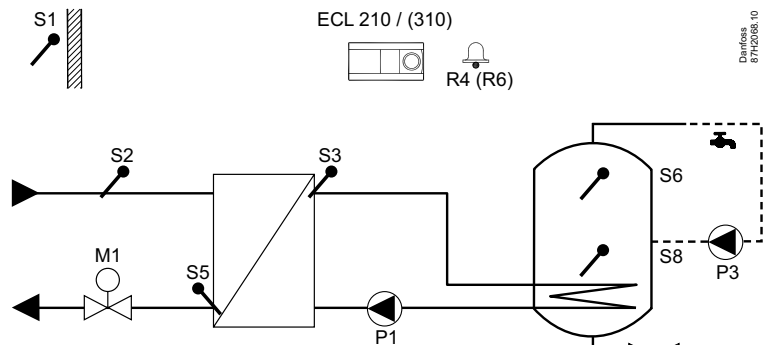 S1
ECL 210 / (310)
Danfoss
87H2068.10
R4 (R6)
S2
S3
S6
M1
S5
S8
P3
P1